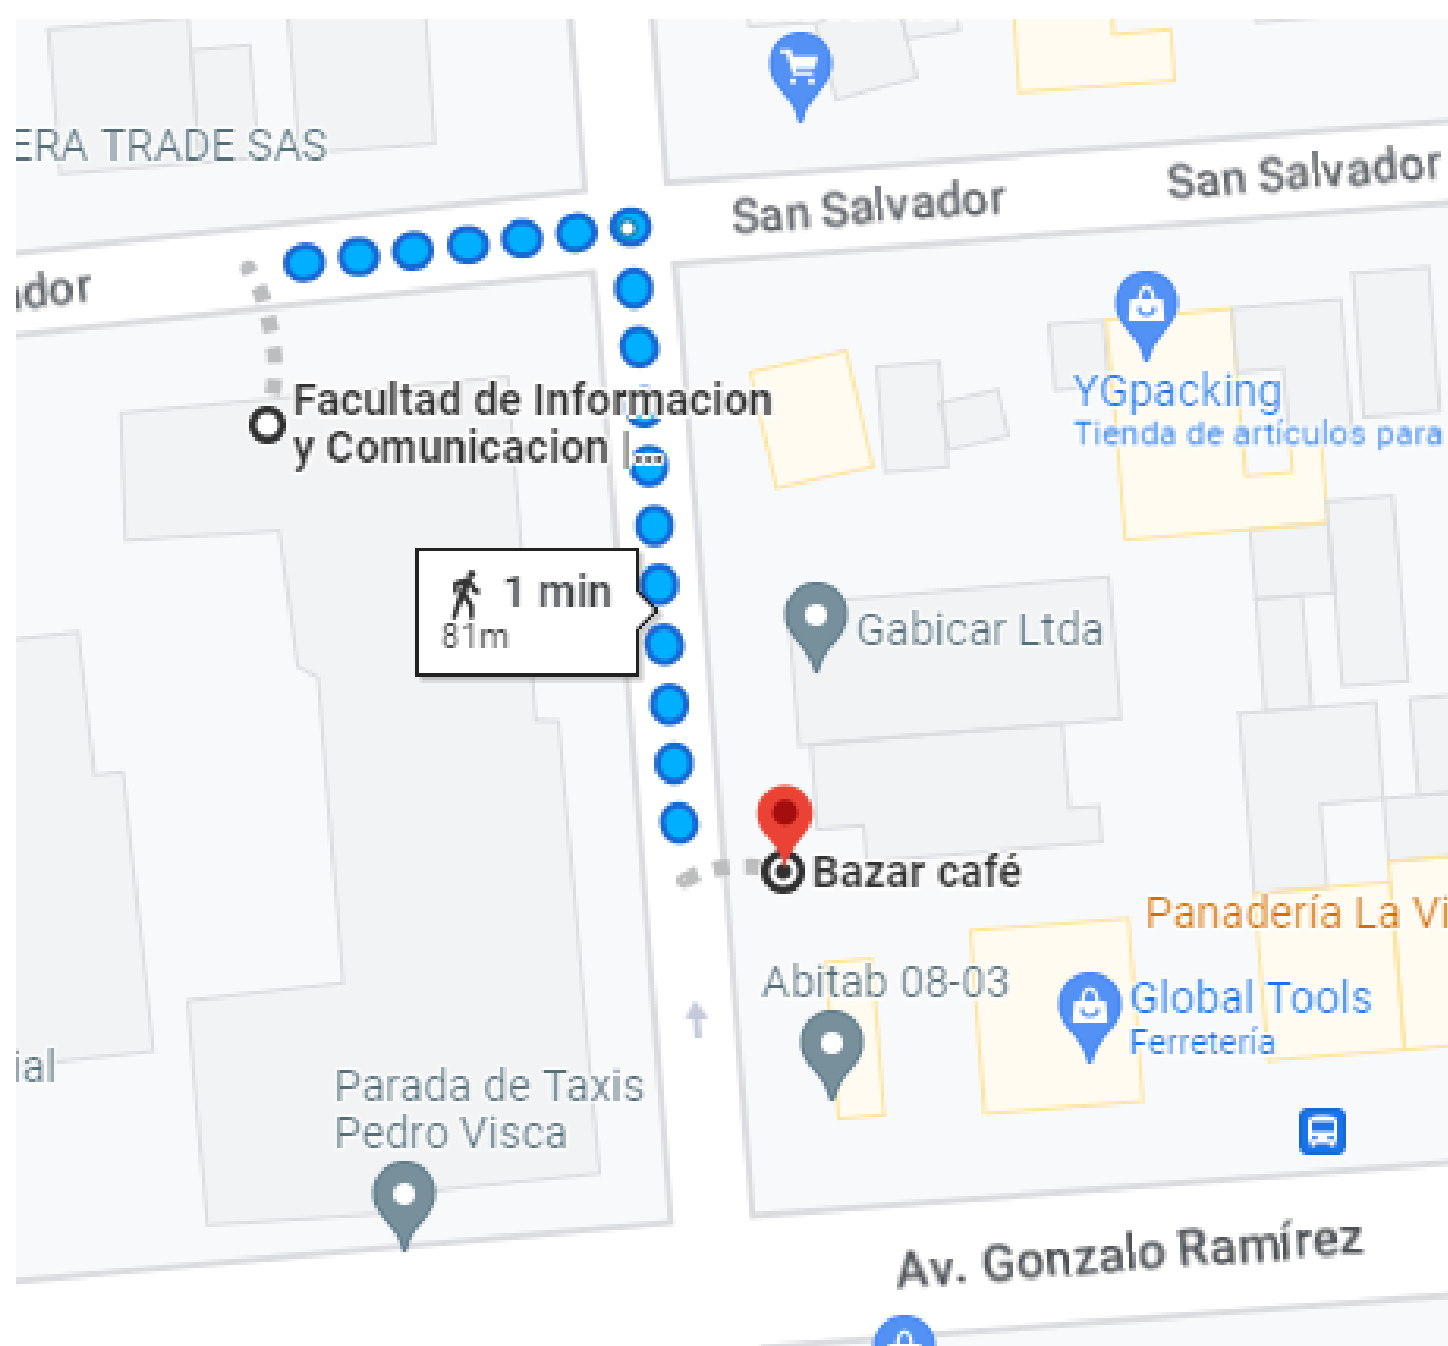 ERA TRADE SAS
San Salvador
San Salvador
ador
Facultad de Informacion
y Comunicacion |...
YGpacking
Tienda de artículos para
1 min
81m
Gabicar Ltda
Bazar café
Panadería La Vi
Abitab 08-03
Global Tools
Ferretería
ial
Parada de Taxis
Pedro Visca
Av. Gonzalo Ramírez